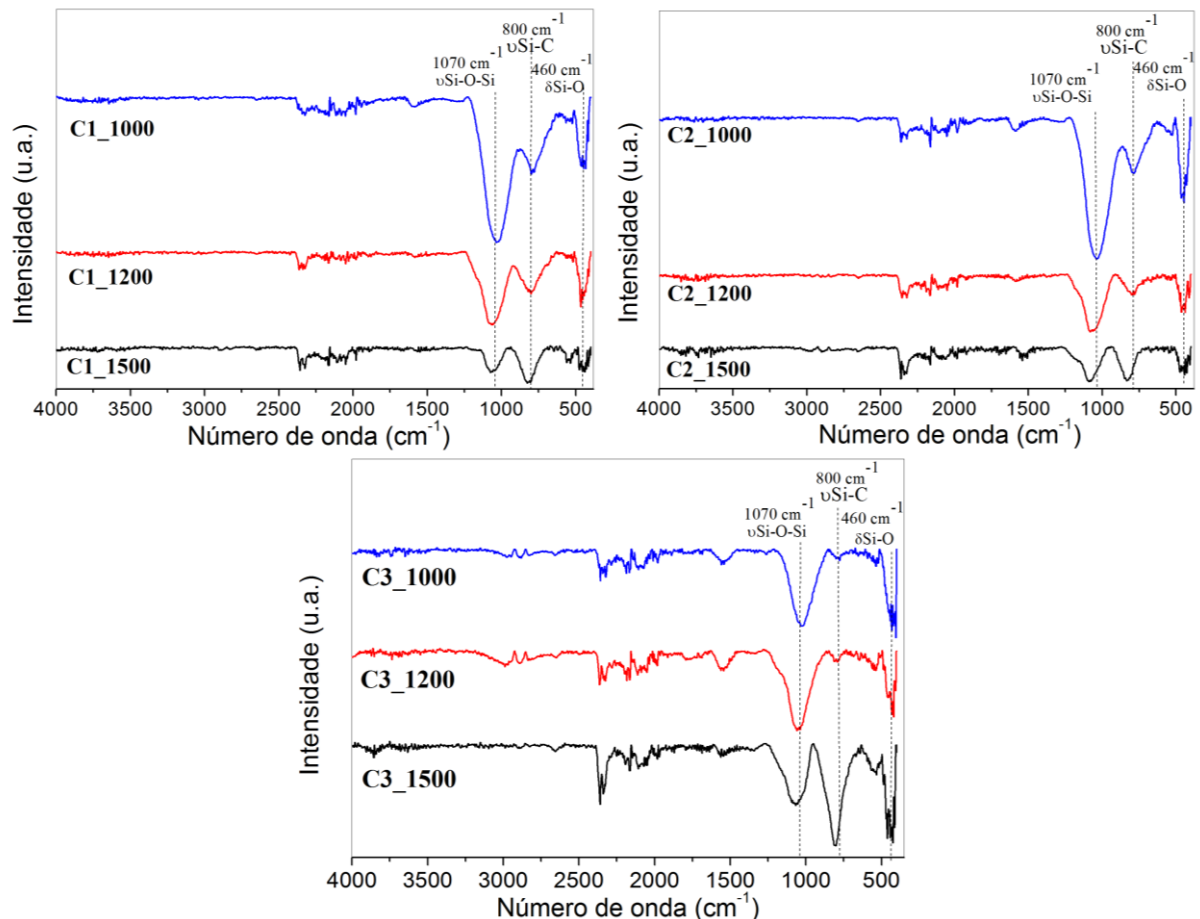 800 cm-1
υSi-C
1070 cm-1
υSi-O-Si
460 cm-1
δSi-O
C1_1000
C1_1200
C1_1500
Intensidade (u.a.)
4000 3500 3000 2500 2000 1500 1000 500
Número de onda (cm-1)
800 cm-1
υSi-C
1070 cm-1
υSi-O-Si
460 cm-1
δSi-O
C2_1000
C2_1200
C2_1500
Intensidade (u.a.)
4000 3500 3000 2500 2000 1500 1000 500
Número de onda (cm-1)
800 cm-1
υSi-C
1070 cm-1
υSi-O-Si
460 cm-1
δSi-O
C3_1000
C3_1200
C3_1500
Intensidade (u.a.)
4000 3500 3000 2500 2000 1500 1000 500
Número de onda (cm-1)